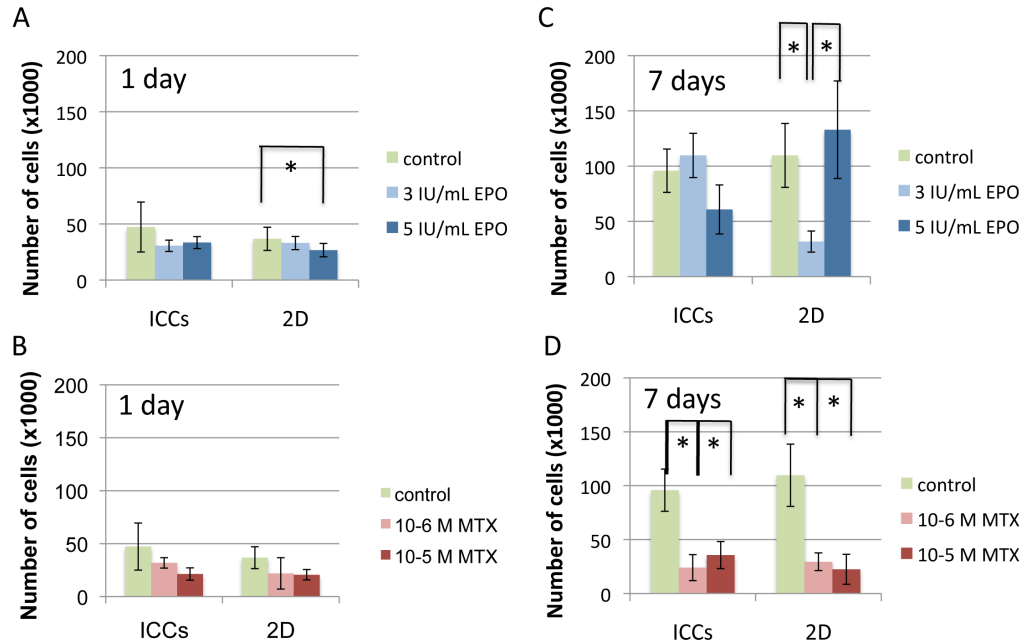 A
Number of cells (x1000)
200
150
100
50
0
1 day
*
ICCs
2D
control
3 IU/mL EPO
5 IU/mL EPO
C
Number of cells (x1000)
200
150
100
50
0
7 days
* *
ICCs
2D
control
3 IU/mL EPO
5 IU/mL EPO
B
Number of cells (x1000)
200
150
100
50
0
1 day
ICCs
2D
control
10-6 M MTX
10-5 M MTX
D
Number of cells (x1000)
200
150
100
50
0
7 days
* *
* *
ICCs
2D
control
10-6 M MTX
10-5 M MTX